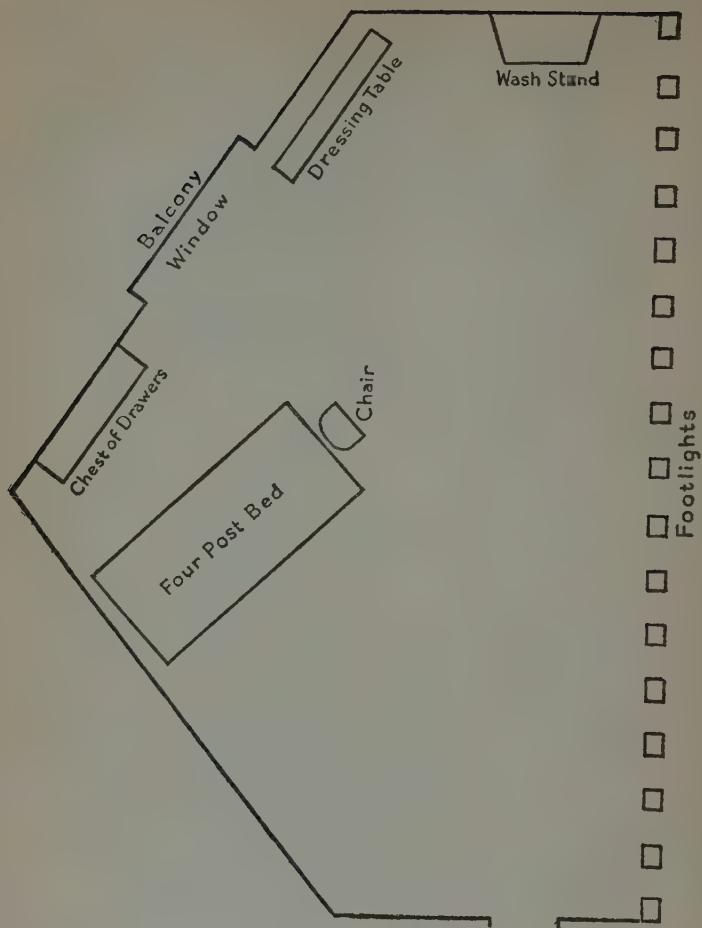 Wash Stand
Dressing Table
Balcony
Window
Chest of Drawers
Chair
Four Post Bed
Footlights